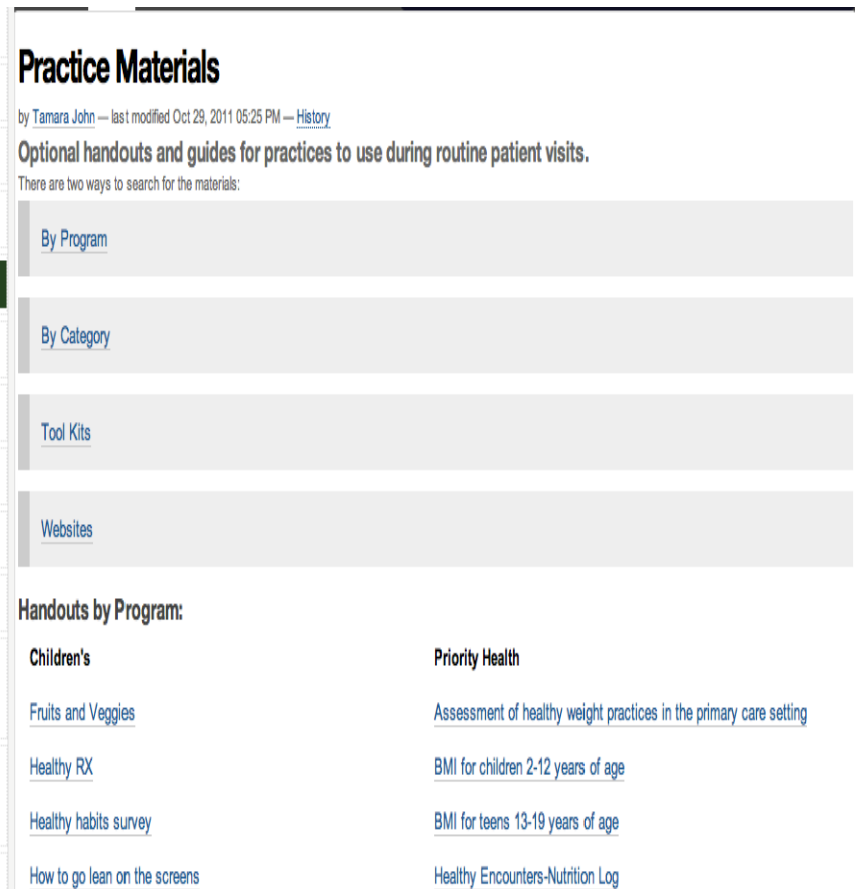 Practice Materials
by Tamara John — last modified Oct 29, 2011 05:25 PM — History
Optional handouts and guides for practices to use during routine patient visits.
There are two ways to search for the materials:
By Program
By Category
Tool Kits
Websites
Handouts by Program:
Children's
Priority Health
Fruits and Veggies
Assessment of healthy weight practices in the primary care setting
Healthy RX
BMI for children 2-12 years of age
Healthy habits survey
BMI for teens 13-19 years of age
How to go lean on the screens
Healthy Encounters-Nutrition Log